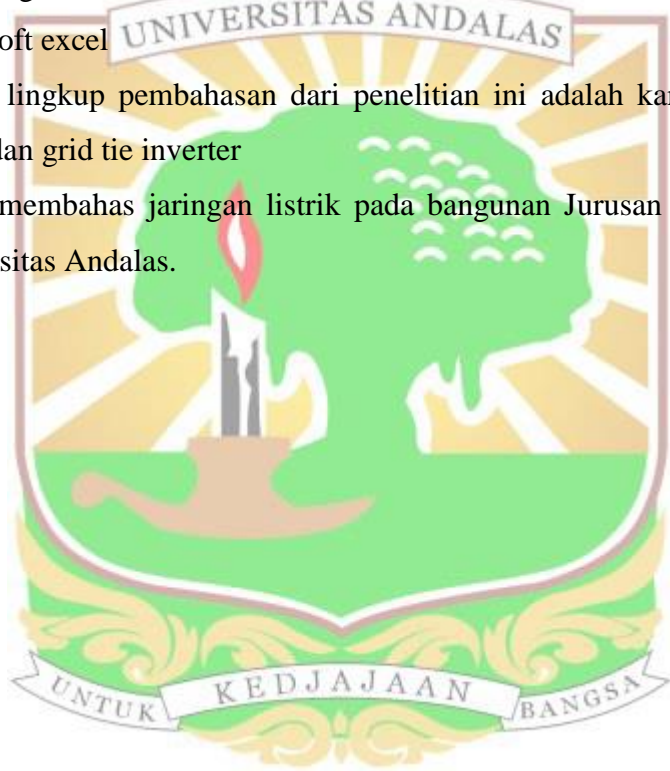 UNIVERSITAS ANDALAS
oft excel
lingkup pembahasan dari penelitian ini adalah
dan grid tie inverter
membahas jaringan listrik pada bangunan Jurusan
sitas Andalas.
UNTUK KEDJAJAAN BANGSA